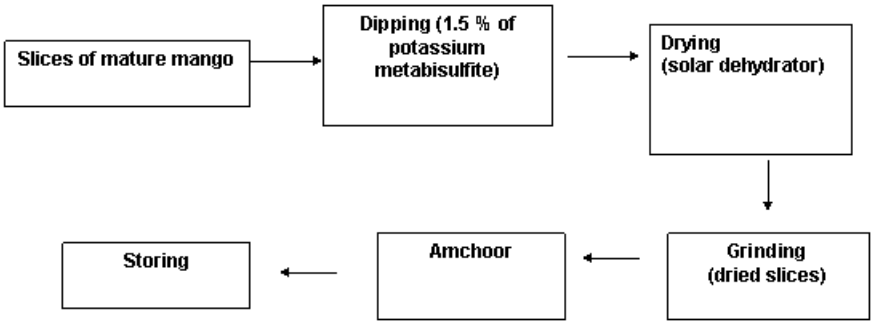 Slices of mature mango
Dipping (1.5 % of
potassium
metabisulfite)
Drying
(solar dehydrator)
Grinding
(dried slices)
Amchoor
Storing